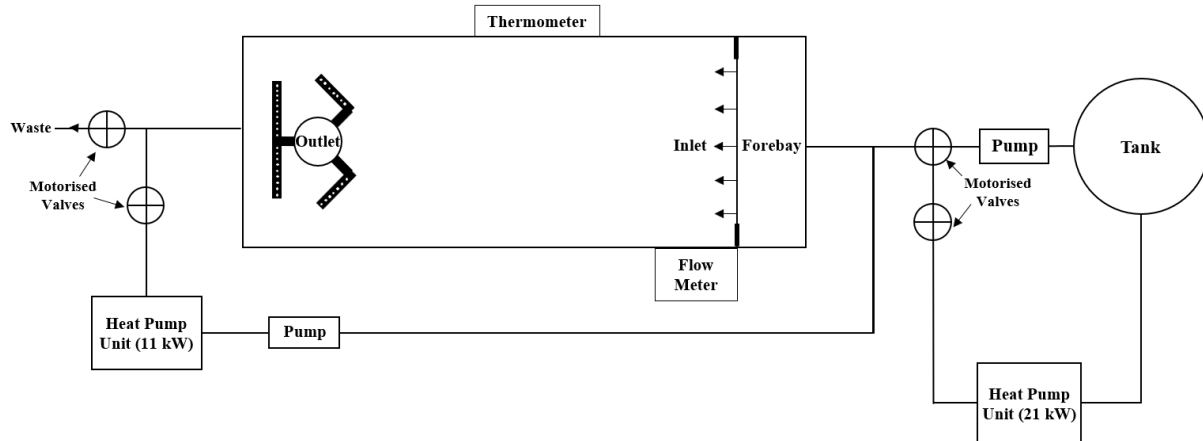 Thermometer
Waste
Outlet
Inlet
Forebay
Pump
Tank
Motorised
Valves
Motorised
Valves
Flow
Meter
Heat Pump
Unit (11 kW)
Pump
Heat Pump
Unit (21 kW)